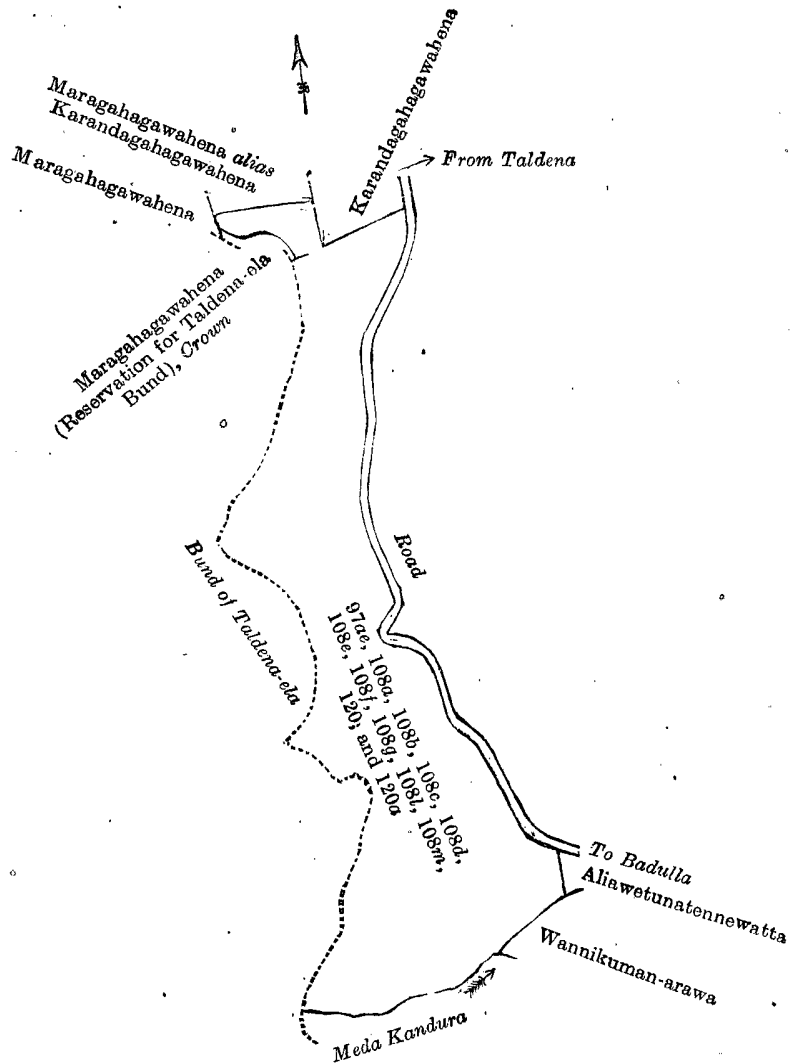 Maragahagawahena alias
Karandagahagawahena
Maragahagawahena
Karandagahagawahena
From Taldena
Maragahagawahena
(Reservation for Taldena-ela
Bund), Crown
Road
Bund of Taldena-ela
97ae, 108a, 108b, 108c, 108d,
108e, 108f, 108g, 108l, 108m,
120; and 120a
To Badulla
Aliawetunatennewatta
Wannikuman-arawa
Meda Kandura